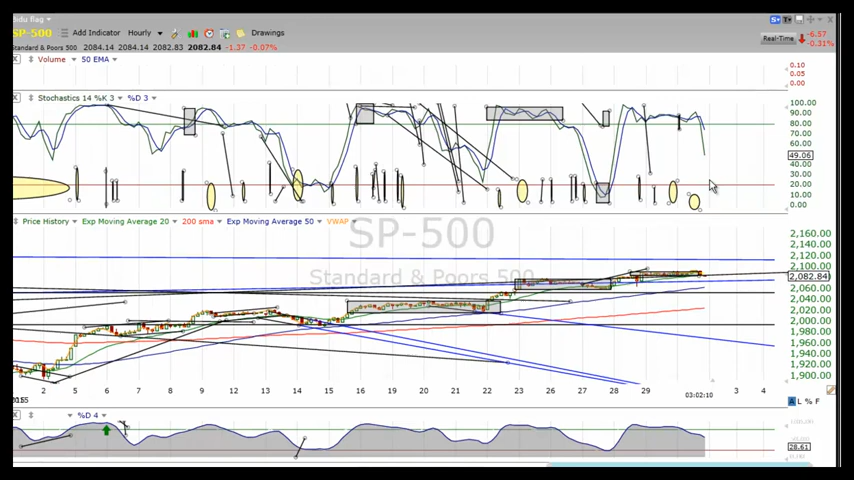 Bidu flag
SP-500 Add Indicator Hourly Drawings
Standard & Poors 500 2084.14 2084.14 2082.83 2082.84 -1.37 -0.07%
Real-Time -6.57
-0.31%
Volume 50 EMA
0.10
0.05
0.00
Stochastics 14 %K 3 %D 3
100.00
80.00
70.00
60.00
49.06
40.00
30.00
20.00
0.00
Price History Exp Moving Average 20 200 sma Exp Moving Average 50 VWAP
SP-500
Standard & Poors 500
2,160.00
2,140.00
2,120.00
2,100.00
2,082.84
2,060.00
2,040.00
2,020.00
2,000.00
1,980.00
1,960.00
1,940.00
1,920.00
1,900.00
2 5 6 7 8 9 12 13 14 15 16 19 20 21 22 23 26 27 28 29 3 4
03:02:10
A L % F
%D 4
28.61